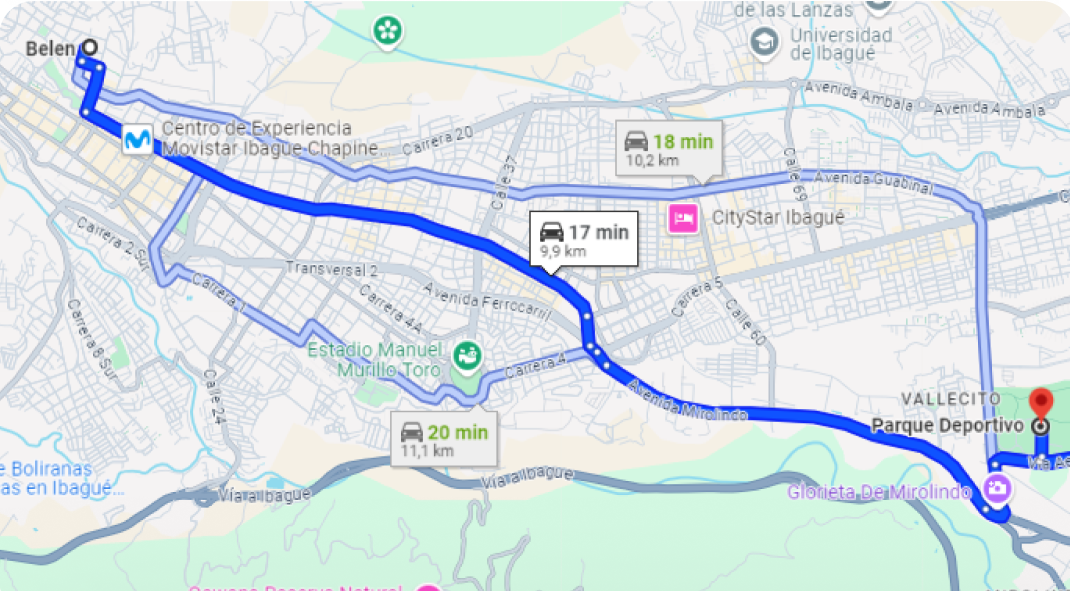 de las Lanzas
Universidad
de Ibagué
Belen
Avenida Ambala
Avenida Ambala
Centro de Experiencia
Movistar Ibague Chapine...
Carrera 20
18 min
10,2 km
Calle 37
Calle 69
Avenida Guabinal
17 min
9,9 km
CityStar Ibagué
Carrera 2 Sur
Transversal 2
Carrera 1
Carrera 4A
Avenida Ferrocarril
Carrera 5
Calle 60
Carrera 8 Sur
Estadio Manuel
Murillo Toro
Carrera 4
Calle 24
Avenida Mirolindo
VALLECITO
Parque Deportivo
20 min
11,1 km
e Boliranas
as en Ibagué...
Vía a Ibague
Vía a Ibague
Glorieta De Mirolindo
Vía Ae